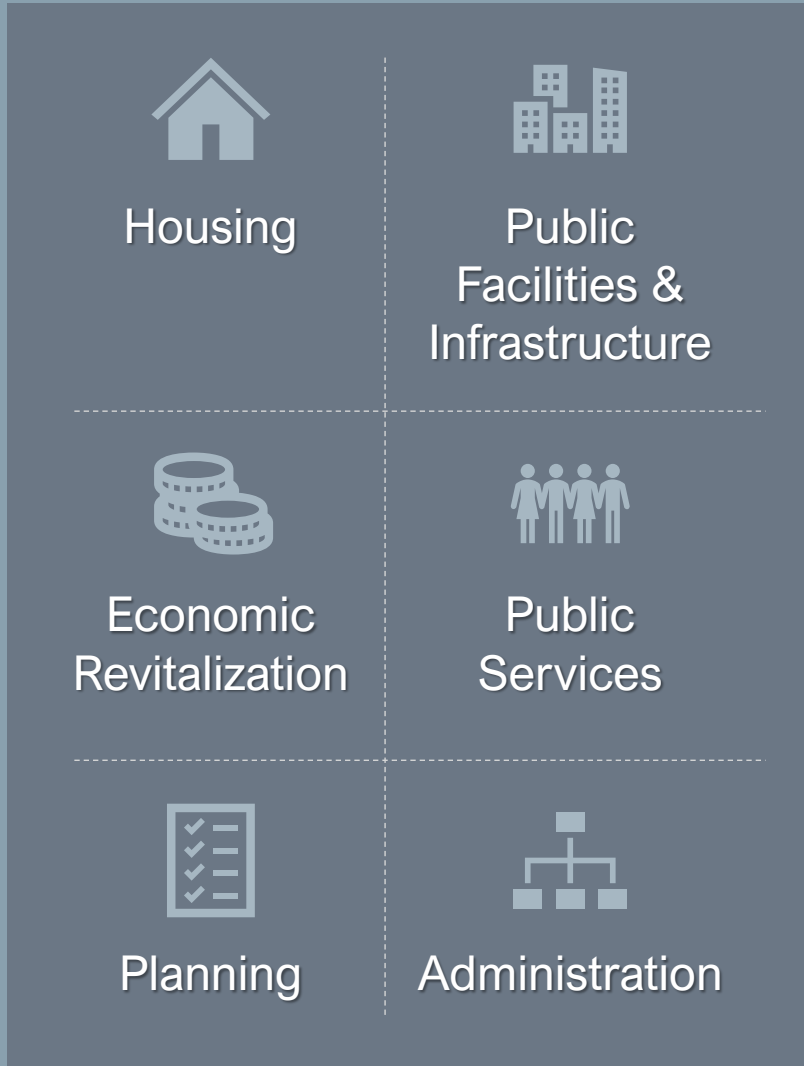 Housing
Public
Facilities &
Infrastructure
Economic
Revitalization
Public
Services
Planning
Administration